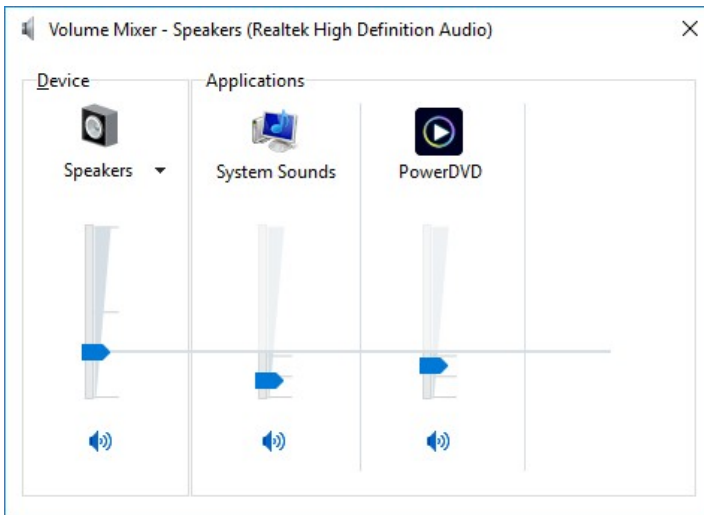 Volume Mixer - Speakers (Realtek High Definition Audio)
Device
Applications
Speakers
System Sounds
PowerDVD